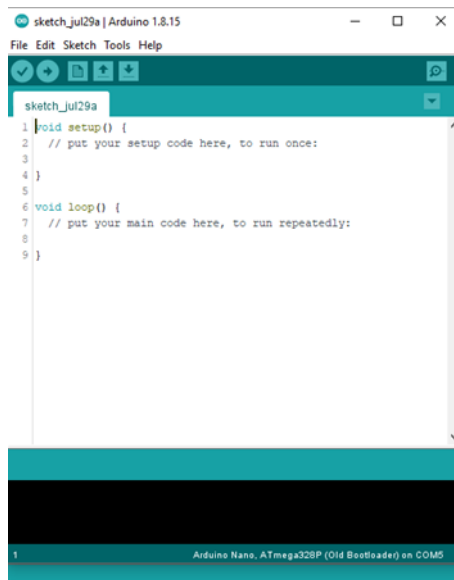 sketch_jul29a | Arduino 1.8.15
File Edit Sketch Tools Help
sketch_jul29a
1 void setup() {
2 // put your setup code here, to run once:
3
4 }
5
6 void loop() {
7 // put your main code here, to run repeatedly:
8
9 }
1 Arduino Nano, ATmega328P (Old Bootloader) on COM5